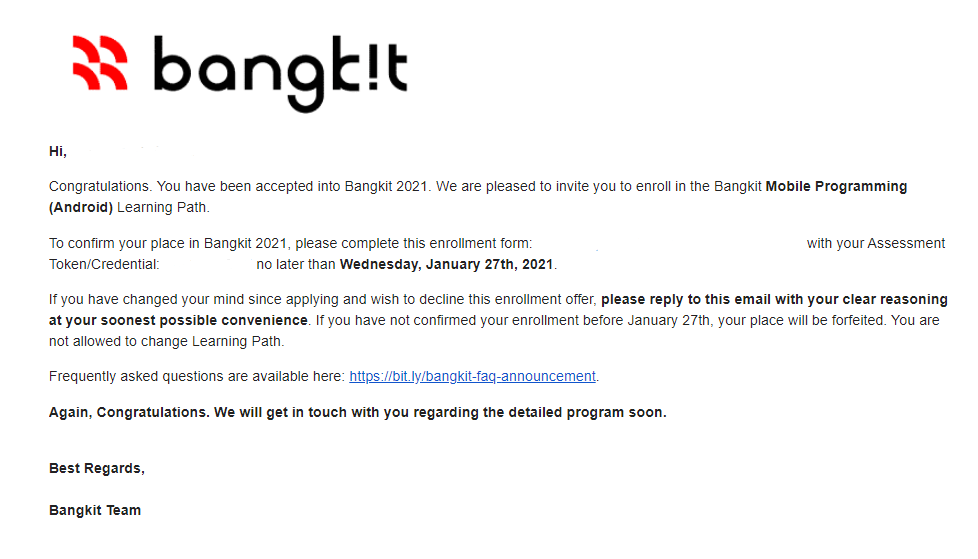 bangk!t
Hi,
Congratulations. You have been accepted into Bangkit 2021. We are pleased to invite you to enroll in the Bangkit Mobile Programming
(Android) Learning Path.
To confirm your place in Bangkit 2021, please complete this enrollment form: with your Assessment
Token/Credential: no later than Wednesday, January 27th, 2021.
If you have changed your mind since applying and wish to decline this enrollment offer, please reply to this email with your clear reasoning
at your soonest possible convenience. If you have not confirmed your enrollment before January 27th, your place will be forfeited. You are
not allowed to change Learning Path.
Frequently asked questions are available here: https://bit.ly/bangkit-faq-announcement.
Again, Congratulations. We will get in touch with you regarding the detailed program soon.
Best Regards,
Bangkit Team